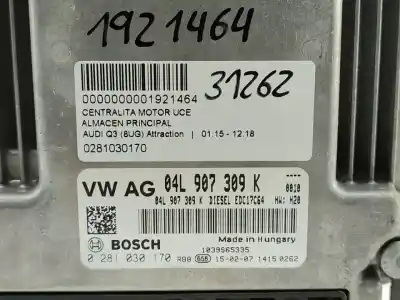 1921464
31262
0000000001921464
CENTRALITA MOTOR UCE
ALMACEN PRINCIPAL
AUDI Q3 (8UG) Attraction | 01.15 - 12.18
0281030170
VW AG 04L 907 309 K ----
04L 907 309 K DIESEL EDC17C64 0010
HW: H20
Made in Hungary
BOSCH 1039S65335
0 281 030 170 RBB 656 15-02-07 1415 0262